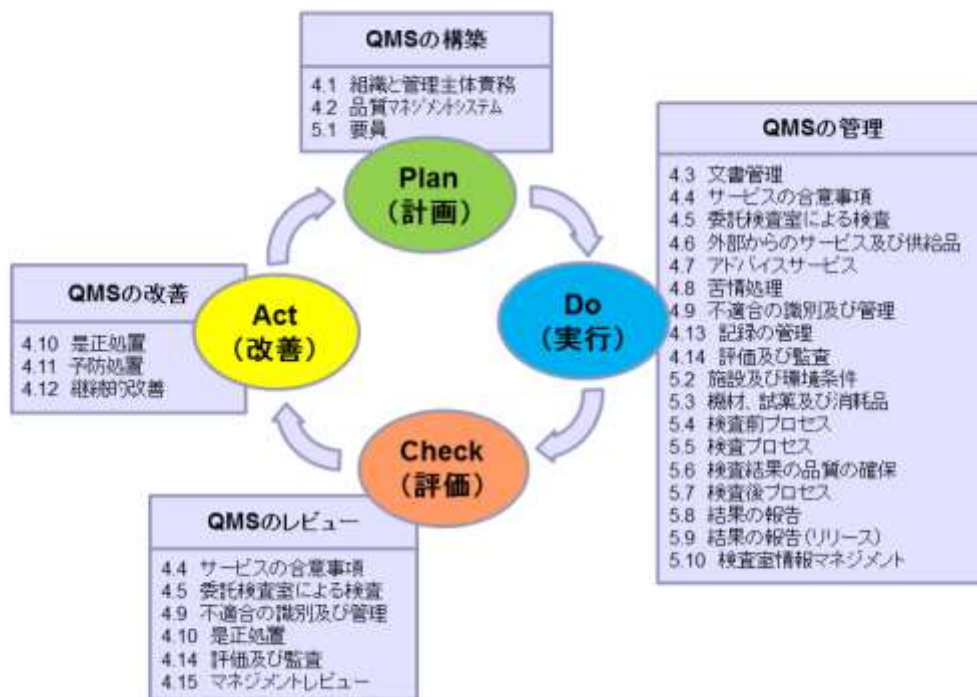 QMSの構築
4.1 組織と管理主体責務
4.2 品質マネジメントシステム
5.1 要員
Plan
(計画)
QMSの管理
4.3 文書管理
4.4 サービスの合意事項
4.5 委託検査室による検査
4.6 外部からのサービス及び供給品
4.7 アドバイスサービス
4.8 苦情処理
4.9 不適合の識別及び管理
4.13 記録の管理
4.14 評価及び監査
5.2 施設及び環境条件
5.3 機材、試薬及び消耗品
5.4 検査前プロセス
5.5 検査プロセス
5.6 検査結果の品質の確保
5.7 検査後プロセス
5.8 結果の報告
5.9 結果の報告(リリース)
5.10 検査室情報マネジメント
Do
(実行)
Check
(評価)
QMSのレビュー
4.4 サービスの合意事項
4.5 委託検査室による検査
4.9 不適合の識別及び管理
4.10 是正処置
4.14 評価及び監査
4.15 マネジメントレビュー
Act
(改善)
QMSの改善
4.10 是正処置
4.11 予防処置
4.12 継続的改善